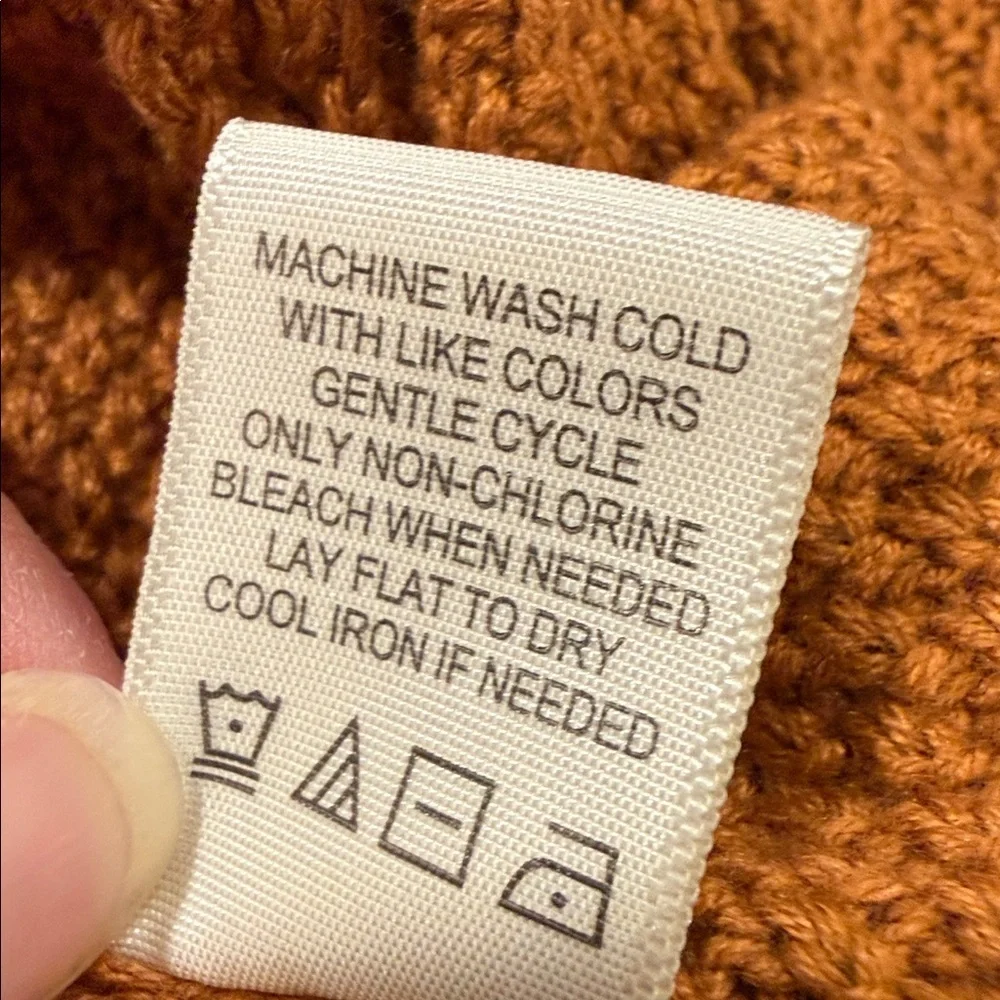 MACHINE WASH COLD
WITH LIKE COLORS
GENTLE CYCLE
ONLY NON-CHLORINE
BLEACH WHEN NEEDED
LAY FLAT TO DRY
COOL IRON IF NEEDED